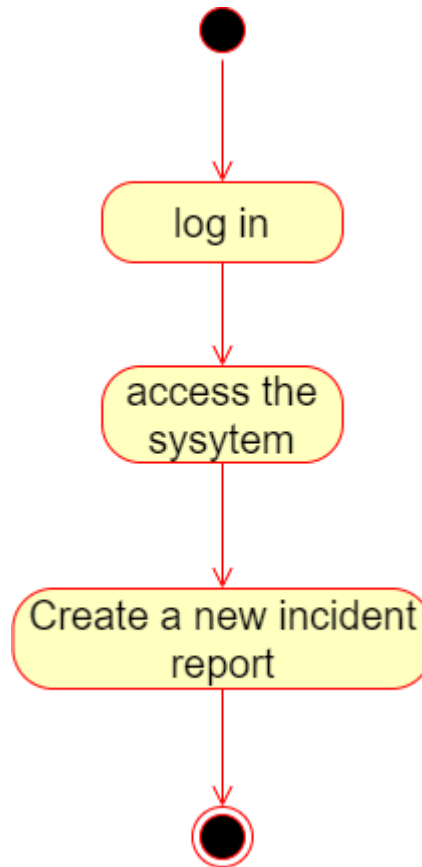 log in
access the
sysytem
Create a new incident
report